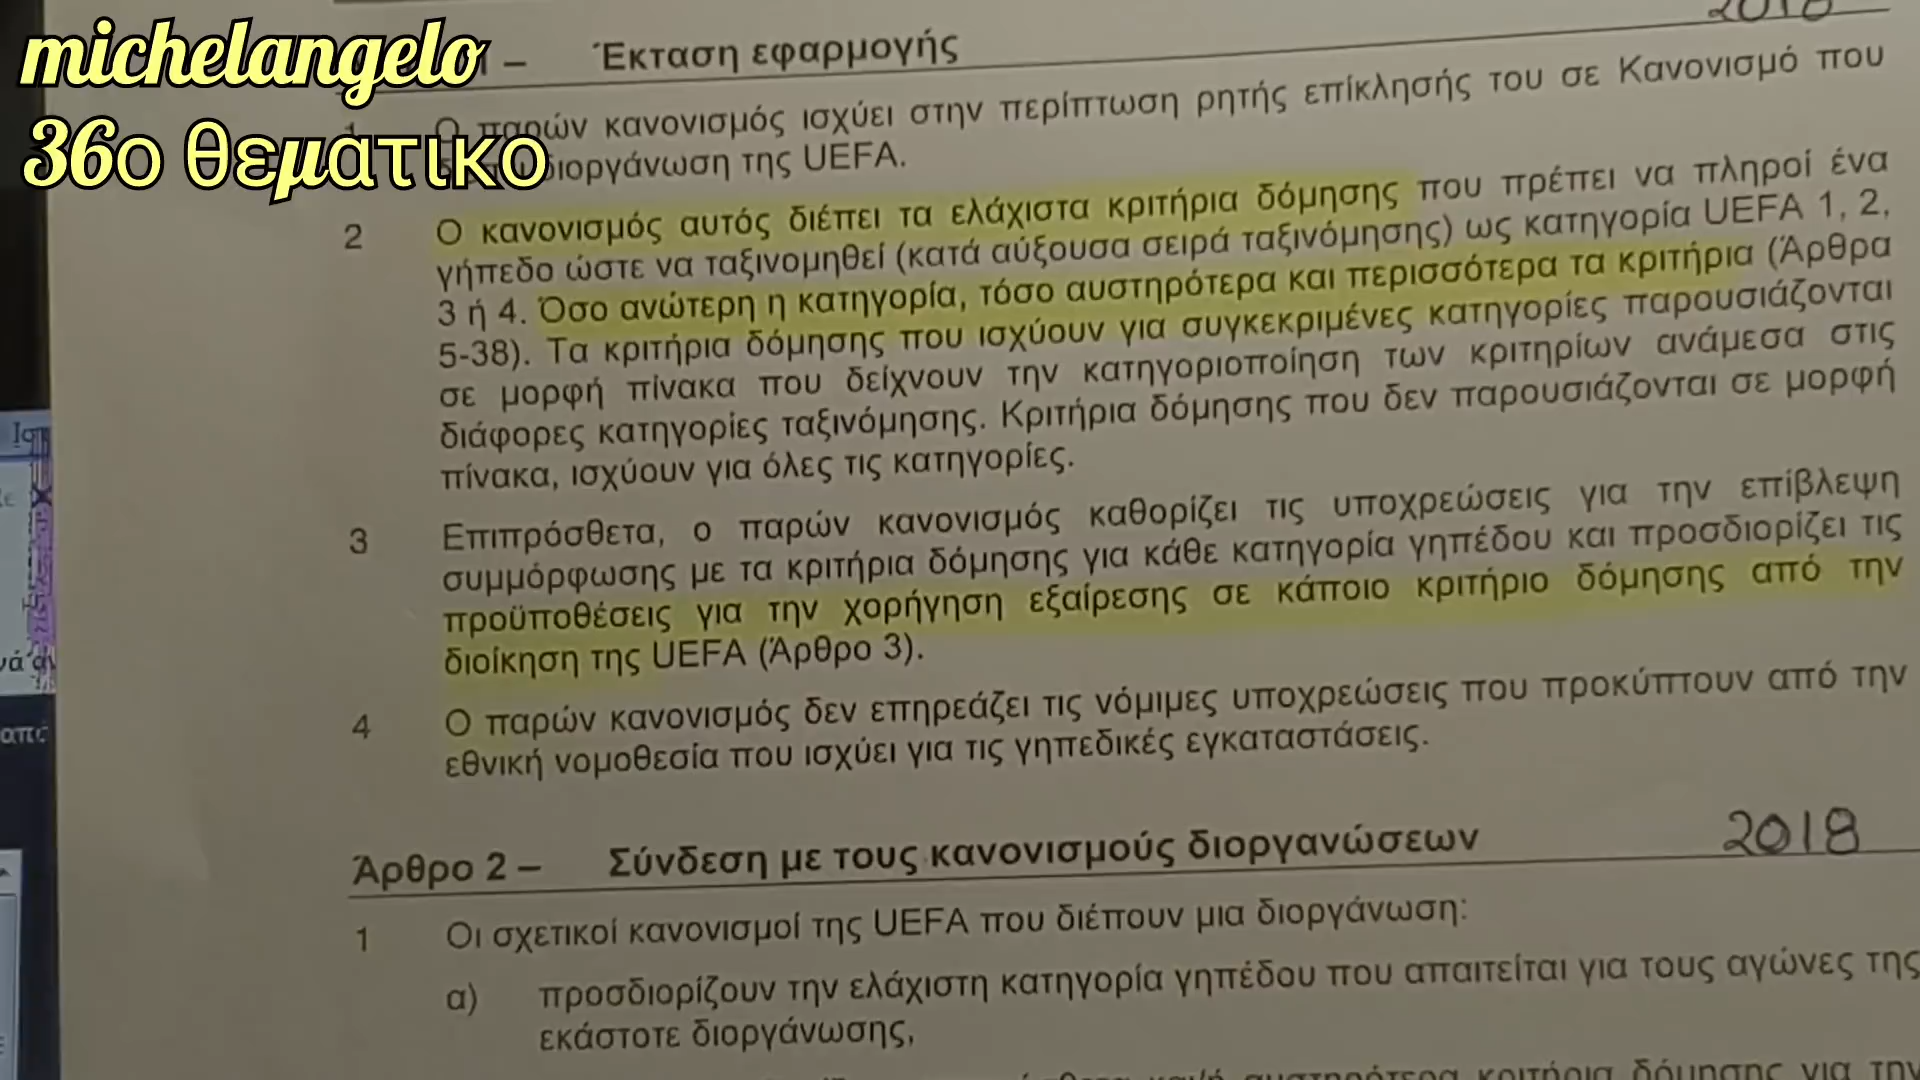 michelangelo
36ο θεματικο
2018
1 – Έκταση εφαρμογής
1 Ο παρών κανονισμός ισχύει στην περίπτωση ρητής επίκλησής του σε Κανονισμό που
διοργάνωση της UEFA.
2 Ο κανονισμός αυτός διέπει τα ελάχιστα κριτήρια δόμησης που πρέπει να πληροί ένα
γήπεδο ώστε να ταξινομηθεί (κατά αύξουσα σειρά ταξινόμησης) ως κατηγορία UEFA 1, 2,
3 ή 4. Όσο ανώτερη η κατηγορία, τόσο αυστηρότερα και περισσότερα τα κριτήρια (Άρθρα
5-38). Τα κριτήρια δόμησης που ισχύουν για συγκεκριμένες κατηγορίες παρουσιάζονται
σε μορφή πίνακα που δείχνουν την κατηγοριοποίηση των κριτηρίων ανάμεσα στις
διάφορες κατηγορίες ταξινόμησης. Κριτήρια δόμησης που δεν παρουσιάζονται σε μορφή
πίνακα, ισχύουν για όλες τις κατηγορίες.
3 Επιπρόσθετα, ο παρών κανονισμός καθορίζει τις υποχρεώσεις για την επίβλεψη
συμμόρφωσης με τα κριτήρια δόμησης για κάθε κατηγορία γηπέδου και προσδιορίζει τις
προϋποθέσεις για την χορήγηση εξαίρεσης σε κάποιο κριτήριο δόμησης από την
διοίκηση της UEFA (Άρθρο 3).
4 Ο παρών κανονισμός δεν επηρεάζει τις νόμιμες υποχρεώσεις που προκύπτουν από την
εθνική νομοθεσία που ισχύει για τις γηπεδικές εγκαταστάσεις.
2018
Άρθρο 2 – Σύνδεση με τους κανονισμούς διοργανώσεων
1 Οι σχετικοί κανονισμοί της UEFA που διέπουν μια διοργάνωση:
α) προσδιορίζουν την ελάχιστη κατηγορία γηπέδου που απαιτείται για τους αγώνες της
εκάστοτε διοργάνωσης,
αυστηρότερα κριτήρια δόμησης για την